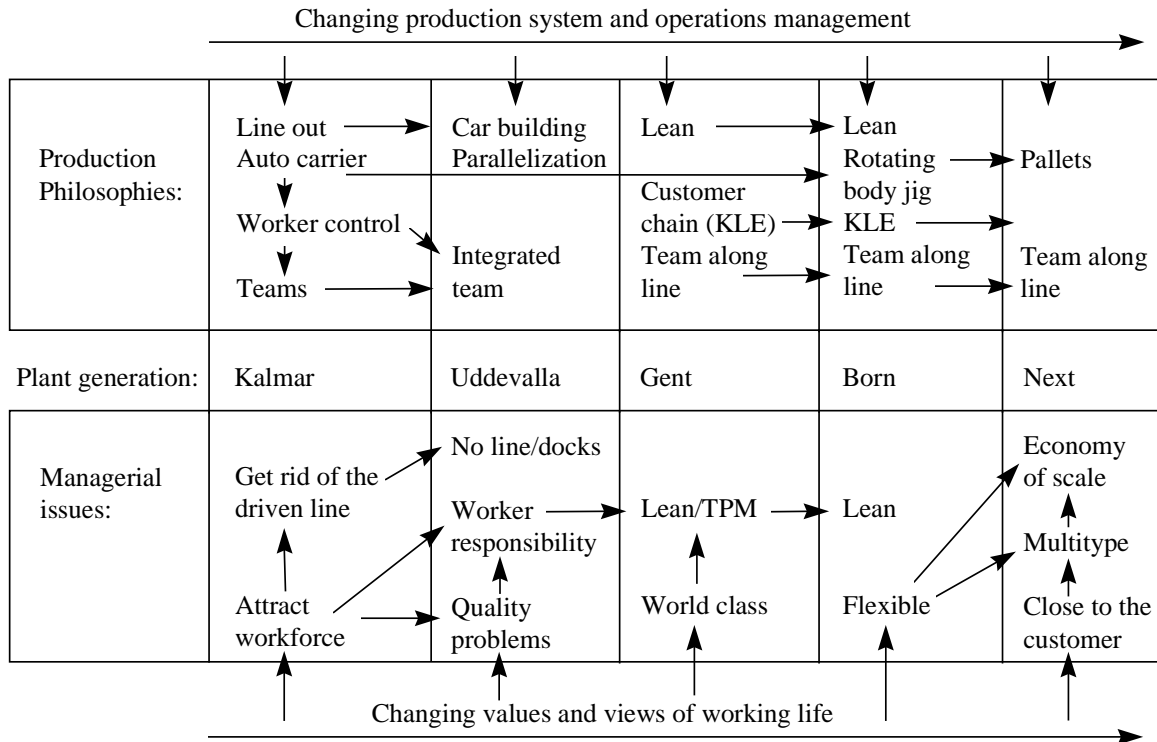 Changing production system and operations management
Production
Philosophies:
Line out
Auto carrier
Worker control
Teams
Car building
Parallelization
Integrated
team
Lean
Customer
chain (KLE)
Team along
line
Lean
Rotating
body jig
KLE
Team along
line
Pallets
Team along
line
Plant generation:
Kalmar
Uddevalla
Gent
Born
Next
Managerial
issues:
Get rid of the
driven line
Attract
workforce
No line/docks
Worker
responsibility
Quality
problems
Lean/TPM
World class
Lean
Flexible
Economy
of scale
Multitype
Close to the
customer
Changing values and views of working life